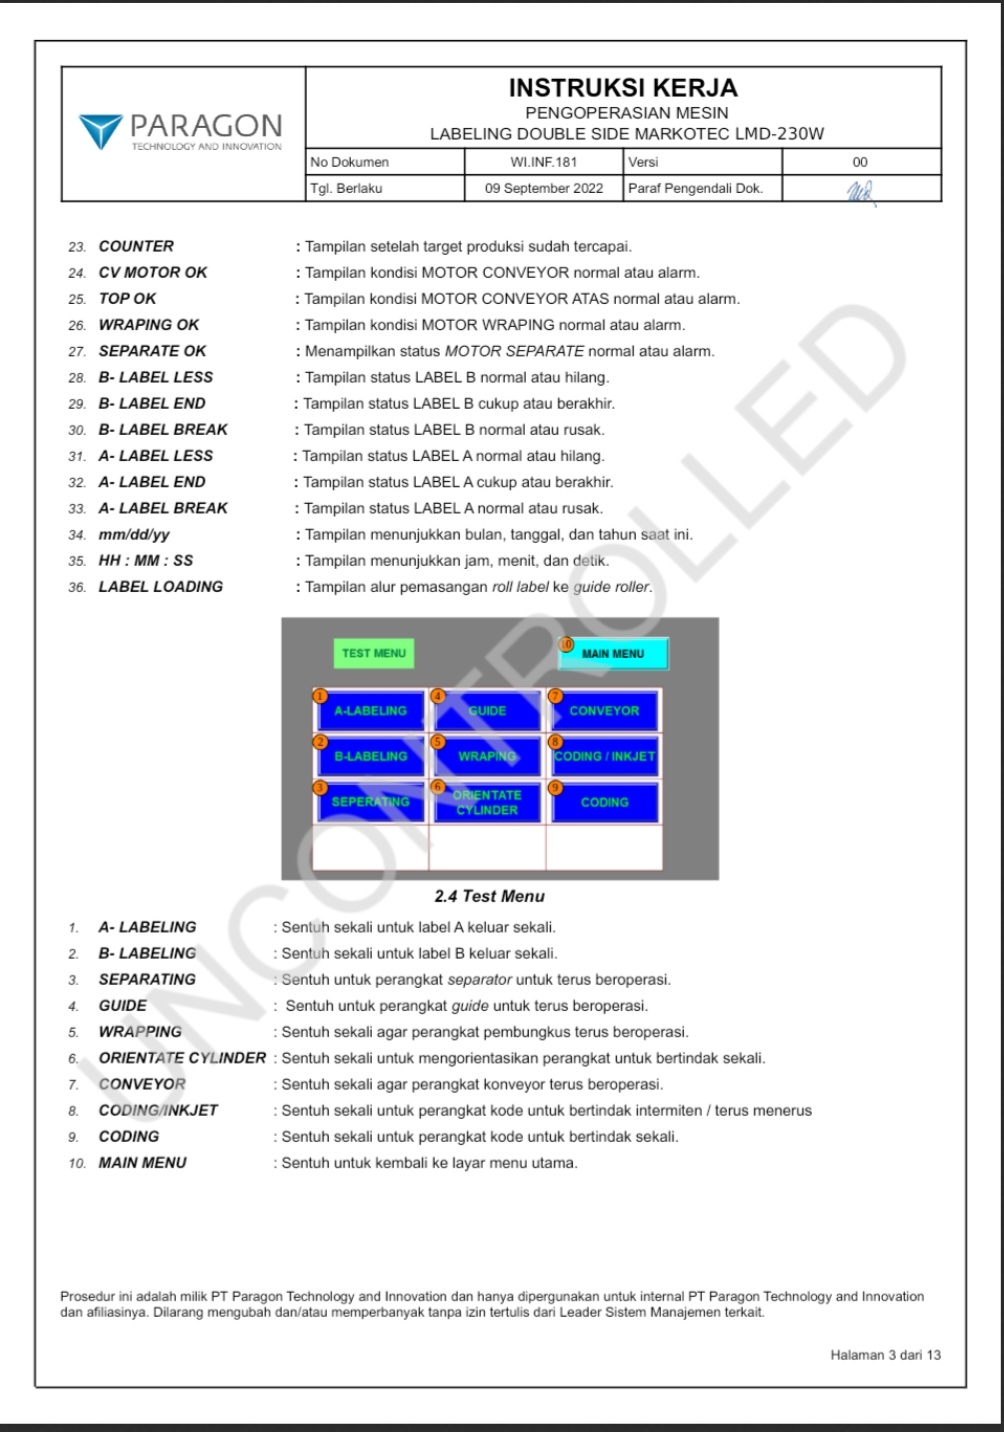 PARAGON
TECHNOLOGY AND INNOVATION
INSTRUKSI KERJA
PENGOPERASIAN MESIN
LABELING DOUBLE SIDE MARKOTEC LMD-230W
No Dokumen WI.INF.181 Versi 00
Tgl. Berlaku 09 September 2022 Paraf Pengendali Dok.
23. COUNTER : Tampilan setelah target produksi sudah tercapai.
24. CV MOTOR OK : Tampilan kondisi MOTOR CONVEYOR normal atau alarm.
25. TOP OK : Tampilan kondisi MOTOR CONVEYOR ATAS normal atau alarm.
26. WRAPING OK : Tampilan kondisi MOTOR WRAPING normal atau alarm.
27. SEPARATE OK : Menampilkan status MOTOR SEPARATE normal atau alarm.
28. B- LABEL LESS : Tampilan status LABEL B normal atau hilang.
29. B- LABEL END : Tampilan status LABEL B cukup atau berakhir.
30. B- LABEL BREAK : Tampilan status LABEL B normal atau rusak.
31. A- LABEL LESS : Tampilan status LABEL A normal atau hilang.
32. A- LABEL END : Tampilan status LABEL A cukup atau berakhir.
33. A- LABEL BREAK : Tampilan status LABEL A normal atau rusak.
34. mm/dd/yy : Tampilan menunjukkan bulan, tanggal, dan tahun saat ini.
35. HH : MM : SS : Tampilan menunjukkan jam, menit, dan detik.
36. LABEL LOADING : Tampilan alur pemasangan roll label ke guide roller.
TEST MENU 10 MAIN MENU
1 A-LABELING 4 GUIDE 7 CONVEYOR
2 B-LABELING 5 WRAPING 8 CODING / INKJET
3 SEPERATING 6 ORIENTATE CYLINDER 9 CODING
2.4 Test Menu
1. A- LABELING : Sentuh sekali untuk label A keluar sekali.
2. B- LABELING : Sentuh sekali untuk label B keluar sekali.
3. SEPARATING : Sentuh untuk perangkat separator untuk terus beroperasi.
4. GUIDE : Sentuh untuk perangkat guide untuk terus beroperasi.
5. WRAPPING : Sentuh sekali agar perangkat pembungkus terus beroperasi.
6. ORIENTATE CYLINDER : Sentuh sekali untuk mengorientasikan perangkat untuk bertindak sekali.
7. CONVEYOR : Sentuh sekali agar perangkat konveyor terus beroperasi.
8. CODING/INKJET : Sentuh sekali untuk perangkat kode untuk bertindak intermiten / terus menerus
9. CODING : Sentuh sekali untuk perangkat kode untuk bertindak sekali.
10. MAIN MENU : Sentuh untuk kembali ke layar menu utama.
UNCONTROLLED
Prosedur ini adalah milik PT Paragon Technology and Innovation dan hanya dipergunakan untuk internal PT Paragon Technology and Innovation
dan afiliasinya. Dilarang mengubah dan/atau memperbanyak tanpa izin tertulis dari Leader Sistem Manajemen terkait.
Halaman 3 dari 13